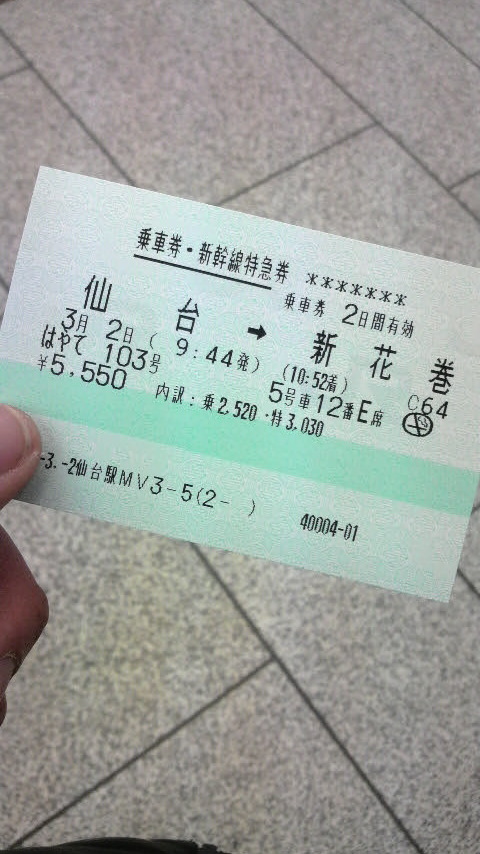 乗車券・新幹線特急券 *******
乗車券 2日間有効
仙台 → 新花巻
3月 2日 ( 9:44発) (10:52着) C64
はやて 103号 5号車12番E席
¥5,550 内訳:乗2,520・特3,030
-3.-2仙台駅MV3-5(2- ) 40004-01